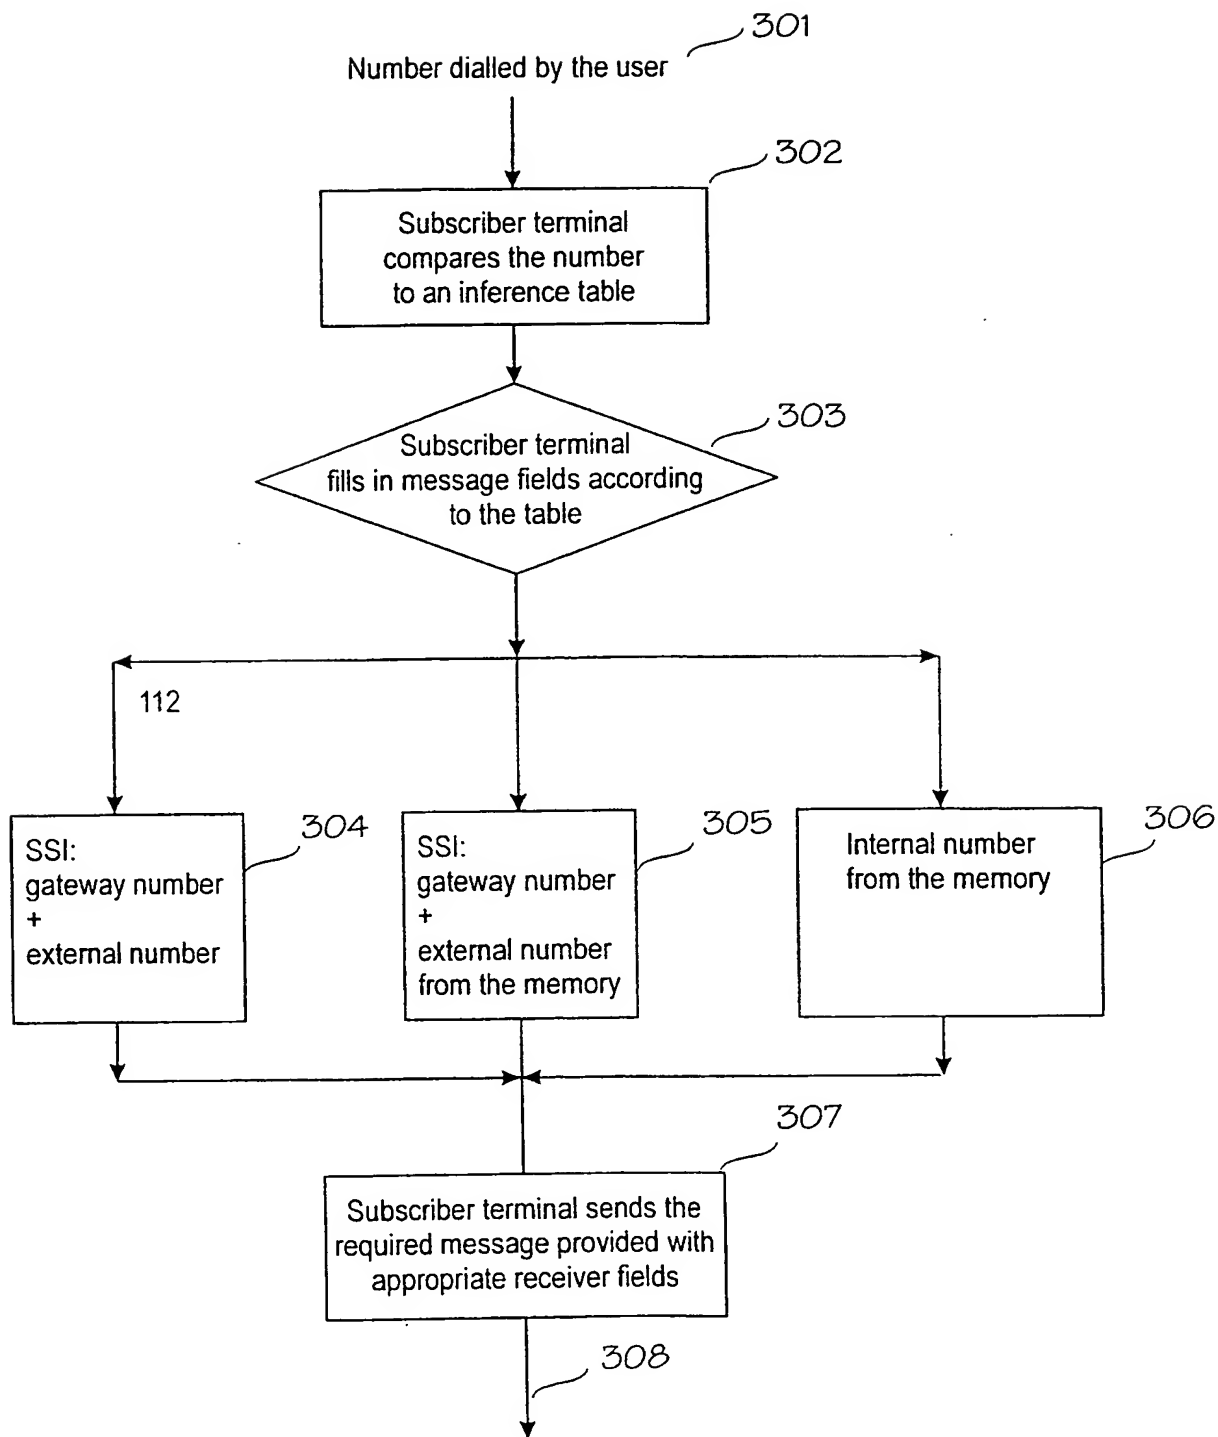 301
Number dialled by the user
302
Subscriber terminal
compares the number
to an inference table
303
Subscriber terminal
fills in message fields according
to the table
112
304
SSI:
gateway number
+
external number
305
SSI:
gateway number
+
external number
from the memory
306
Internal number
from the memory
307
Subscriber terminal sends the
required message provided with
appropriate receiver fields
308